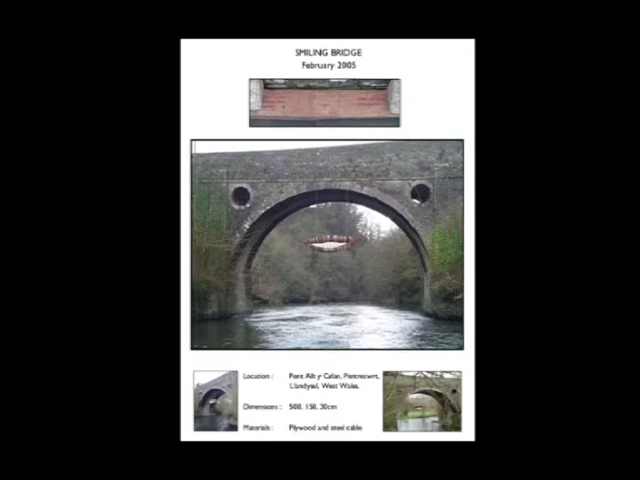 SMILING BRIDGE
February 2005
Location : Pont Allt y Cafan, Pentrecwrt,
Llandysul, West Wales.
Dimensions : 500, 150, 30cm
Materials : Plywood and steel cable